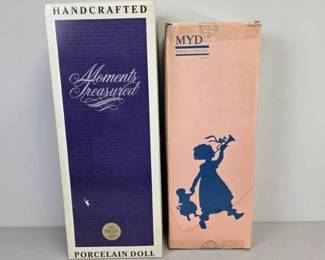 HANDCRAFTED
Moments
Treasured
PORCELAIN DOLL
MYD